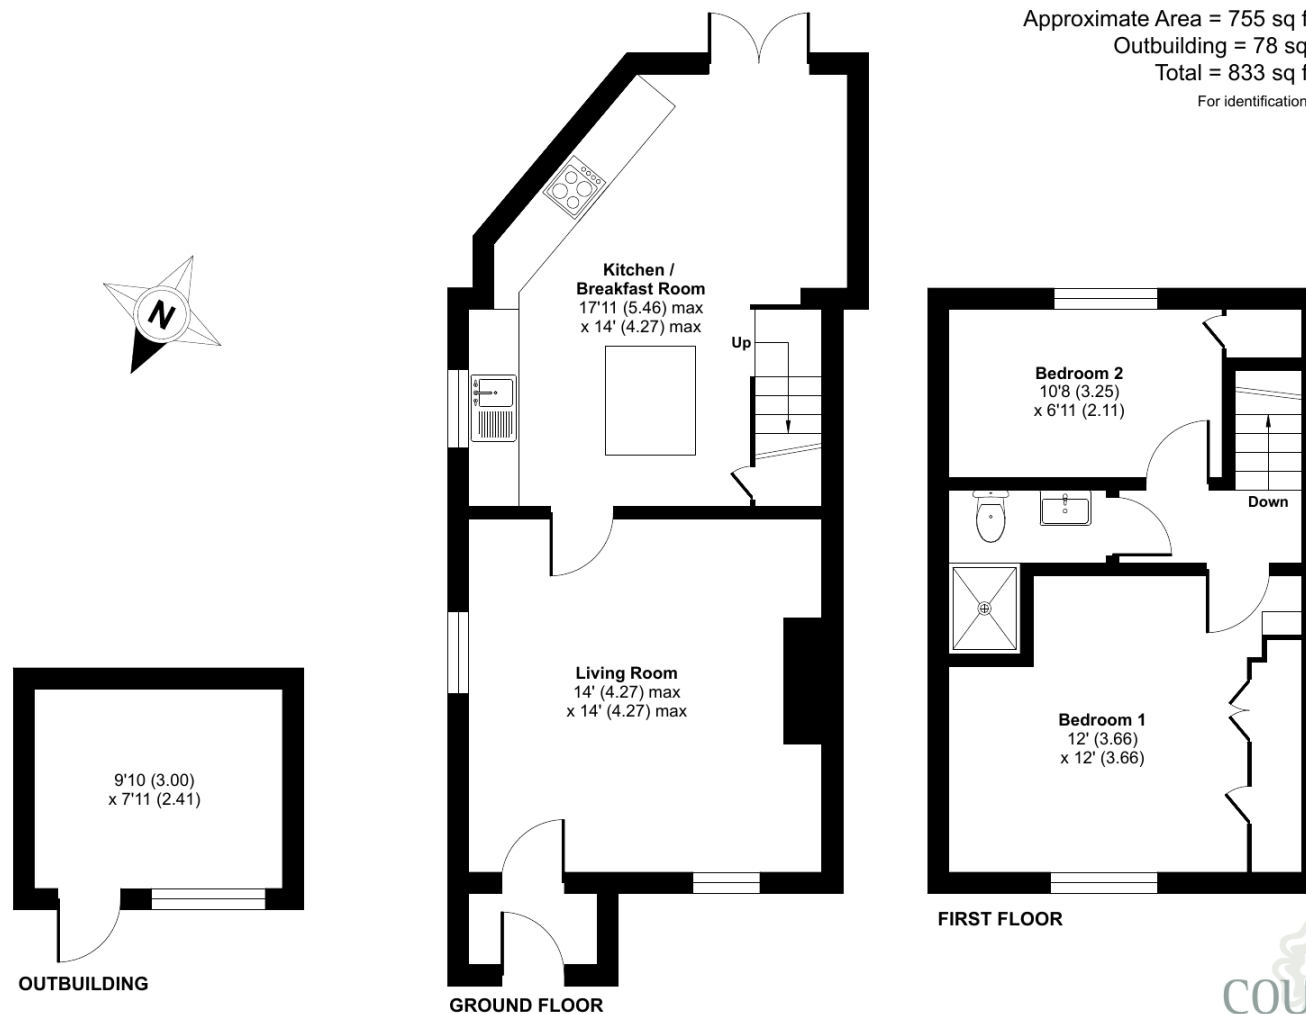 Approximate Area = 755 sq f
Outbuilding = 78 sq
Total = 833 sq f
For identification
Kitchen /
Breakfast Room
17'11 (5.46) max
x 14' (4.27) max
Up
N
Bedroom 2
10'8 (3.25)
x 6'11 (2.11)
Down
Living Room
14' (4.27) max
x 14' (4.27) max
Bedroom 1
12' (3.66)
x 12' (3.66)
9'10 (3.00)
x 7'11 (2.41)
FIRST FLOOR
OUTBUILDING
GROUND FLOOR
COU